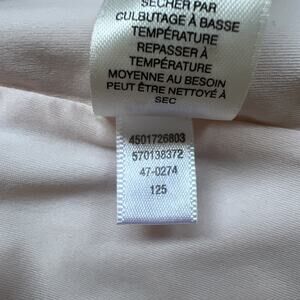 SÉCHER PAR
CULBUTAGE À BASSE
TEMPÉRATURE
REPASSER À
TEMPÉRATURE
MOYENNE AU BESOIN
PEUT ÊTRE NETTOYÉ À
SEC
4501726803
570138372
47-0274
125